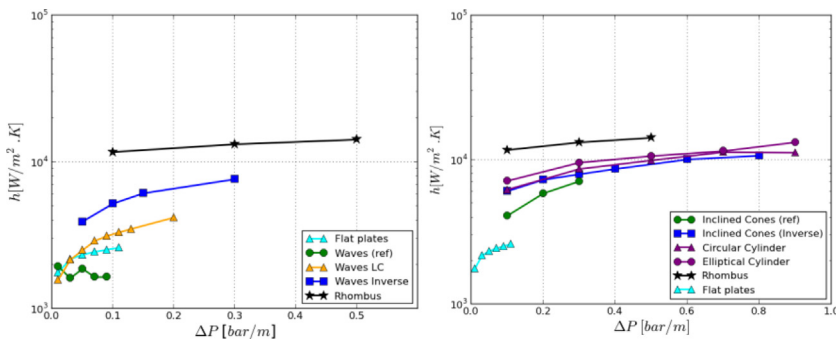 10^5
10^4
10^3
h[W/m^2 .K]
0.0 0.1 0.2 0.3 0.4 0.5
ΔP [bar/m]
Flat plates
Waves (ref)
Waves LC
Waves Inverse
Rhombus
10^5
10^4
10^3
h[W/m^2 .K]
0.0 0.2 0.4 0.6 0.8 1.0
ΔP [bar/m]
Inclined Cones (ref)
Inclined Cones (Inverse)
Circular Cylinder
Elliptical Cylinder
Rhombus
Flat plates